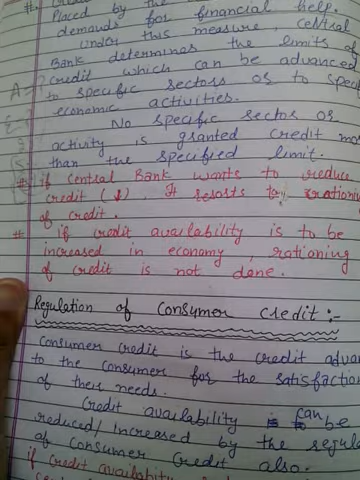 Placed by the
demands for financial help.
under this measure, Central
Bank determines the limits of
credit which can be advanced
to specific sectors or to speci
economic activities.
No specific sector or
activity is granted credit mo
than the specified limit.
# if Central Bank wants to reduce
credit (↓). It resorts to rationin
of credit.
# if credit availability is to be
increased in economy, rationing
of credit is not done.
Regulation of Consumer Credit :-
Consumer credit is the credit advan
to the consumer for the satisfaction
of their needs.
Credit availability can be
reduced/increased by the regula
of consumer credit also.
if credit availability